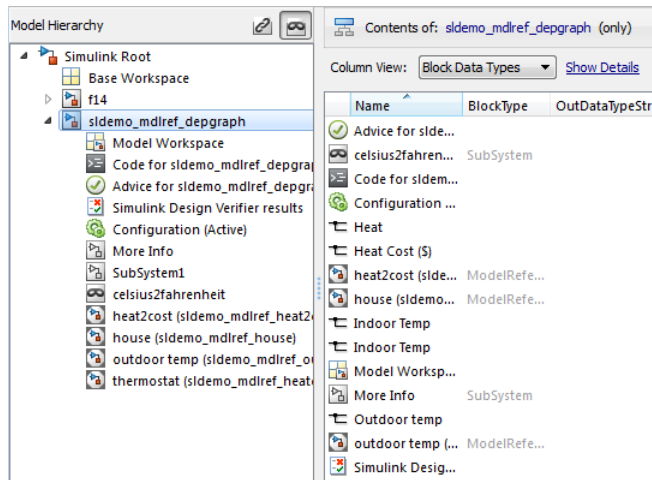 Model Hierarchy
Simulink Root
Base Workspace
f14
sldemo_mdlref_depgraph
Model Workspace
Code for sldemo_mdlref_depgra
Advice for sldemo_mdlref_depgra
Simulink Design Verifier results
Configuration (Active)
More Info
SubSystem1
celsius2fahrenheit
heat2cost (sldemo_mdlref_heat2
house (sldemo_mdlref_house)
outdoor temp (sldemo_mdlref_ou
thermostat (sldemo_mdlref_heate
Contents of: sldemo_mdlref_depgraph (only)
Column View: Block Data Types Show Details
Name BlockType OutDataTypeStr
Advice for slde...
celsius2fahren... SubSystem
Code for sldem...
Configuration ...
Heat
Heat Cost ($)
heat2cost (slde... ModelRefe...
house (sldemo... ModelRefe...
Indoor Temp
Indoor Temp
Model Worksp...
More Info SubSystem
Outdoor temp
outdoor temp (... ModelRefe...
Simulink Desig...